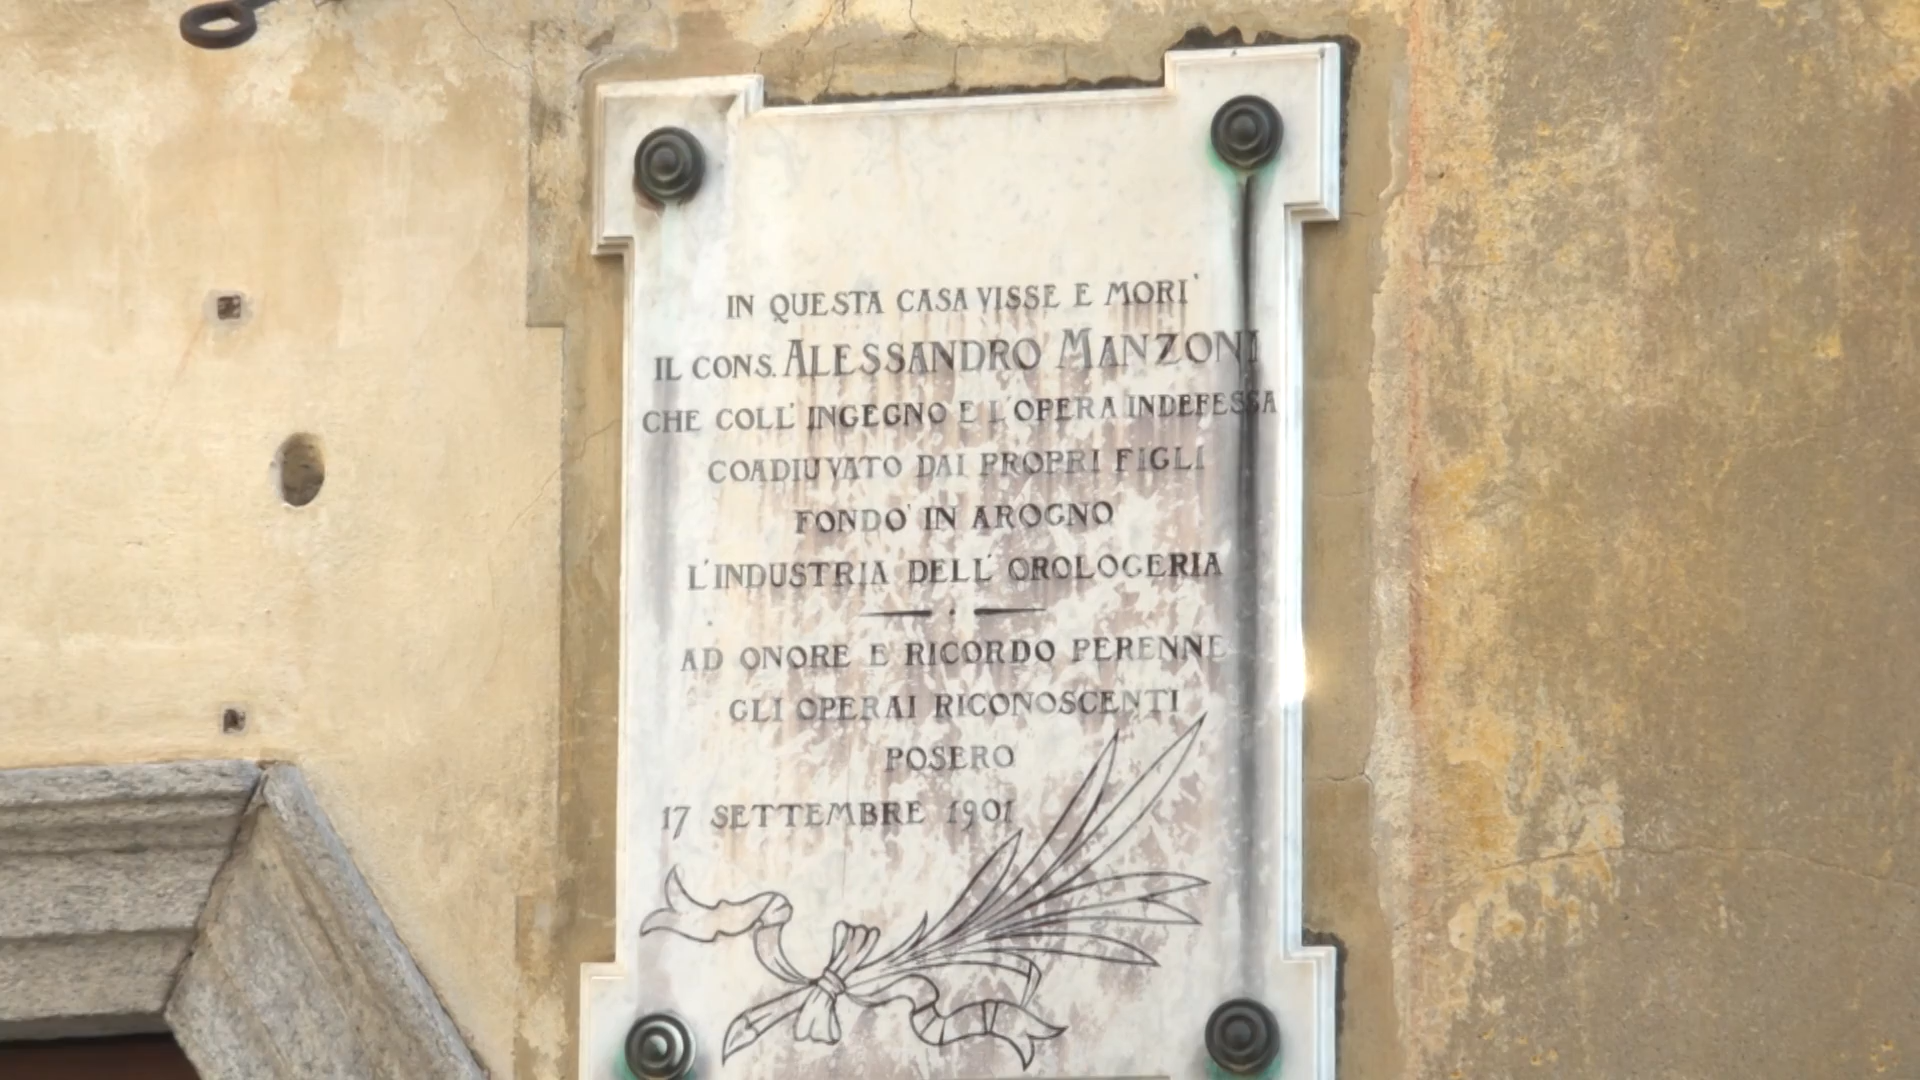 IN QUESTA CASA VISSE E MORI'
IL CONS. ALESSANDRO MANZONI
CHE COLL' INGEGNO E L'OPERA INDEFESSA
COADIUVATO DAI PROPRI FIGLI
FONDO' IN AROGNO
L'INDUSTRIA DELL' OROLOGERIA
AD ONORE E RICORDO PERENNE
GLI OPERAI RICONOSCENTI
POSERO
17 SETTEMBRE 1901